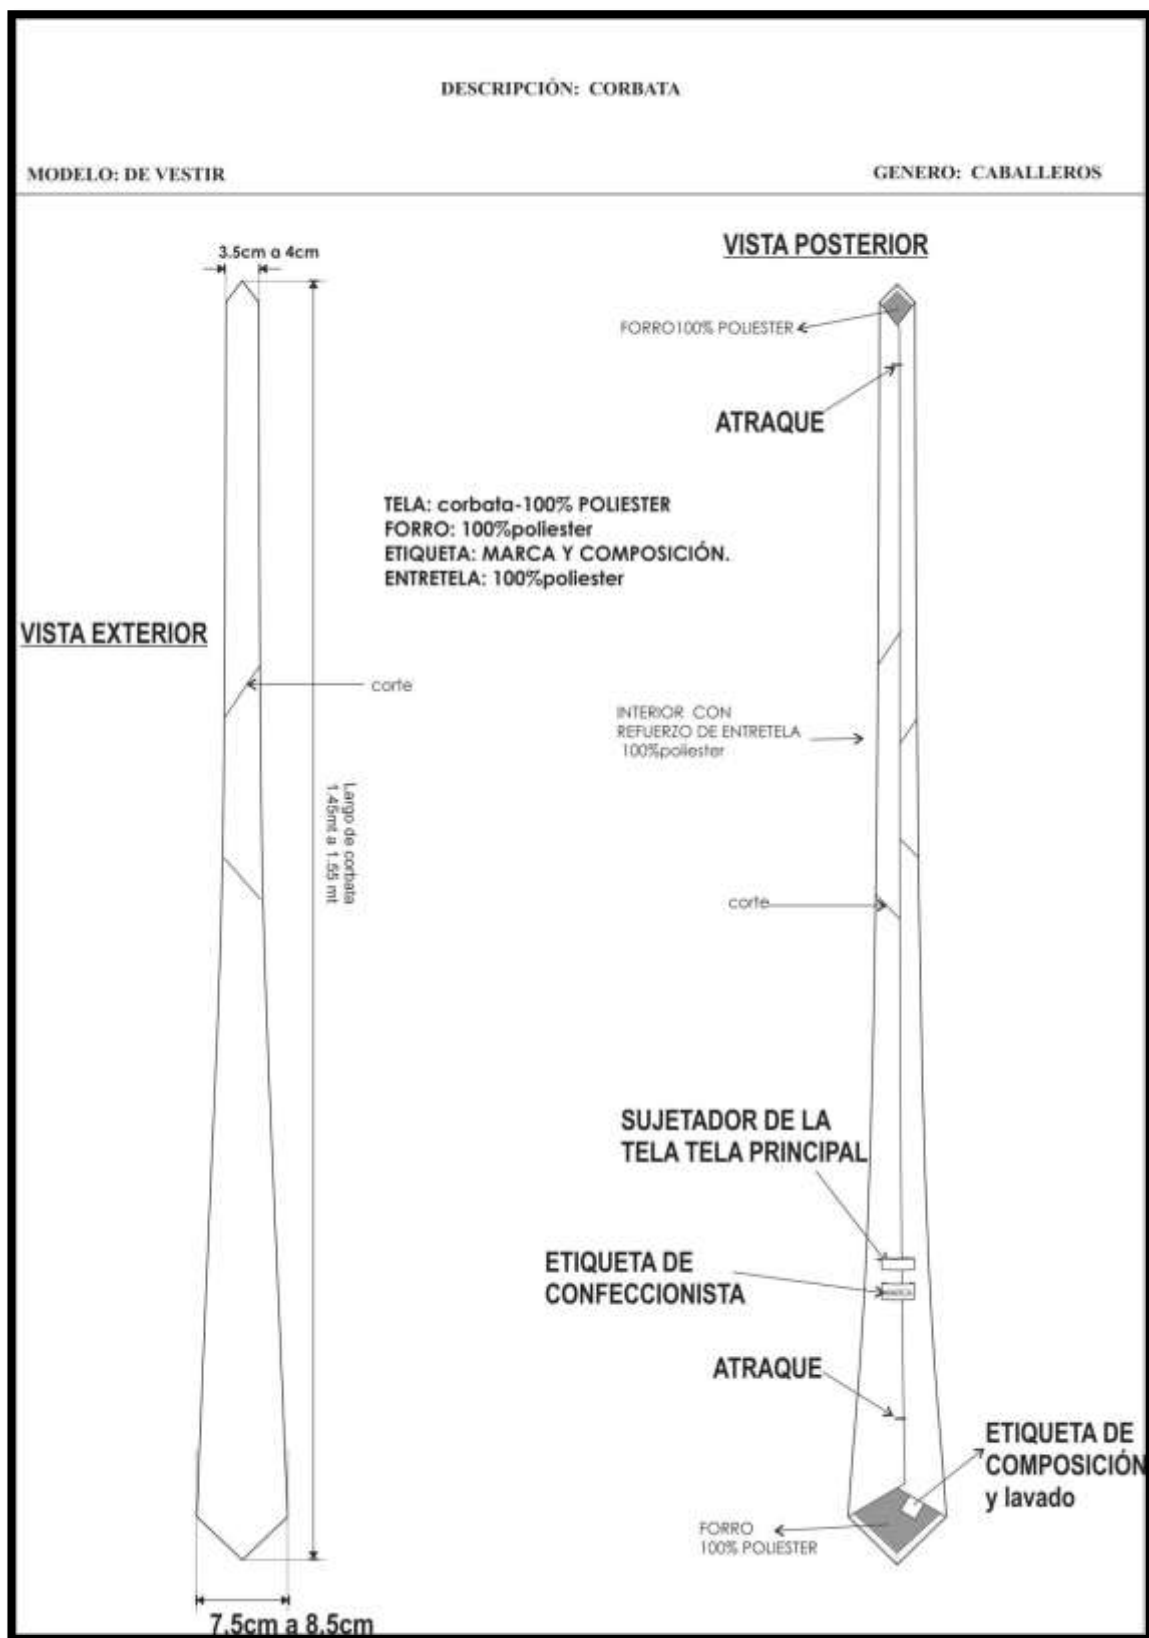 DESCRIPCIÓN: CORBATA
MODELO: DE VESTIR
GENERO: CABALLEROS
3.5cm a 4cm
VISTA POSTERIOR
FORRO100% POLIESTER
ATRAQUE
TELA: corbata-100% POLIESTER
FORRO: 100%poliester
ETIQUETA: MARCA Y COMPOSICIÓN.
ENTRETELA: 100%poliester
VISTA EXTERIOR
corte
INTERIOR CON
REFUERZO DE ENTRETELA
100%poliester
Largo de corbata
1.45mt a 1.55 mt
corte
SUJETADOR DE LA
TELA TELA PRINCIPAL
ETIQUETA DE
CONFECCIONISTA
MARCA
ATRAQUE
ETIQUETA DE
COMPOSICIÓN
y lavado
FORRO
100% POLIESTER
7.5cm a 8.5cm